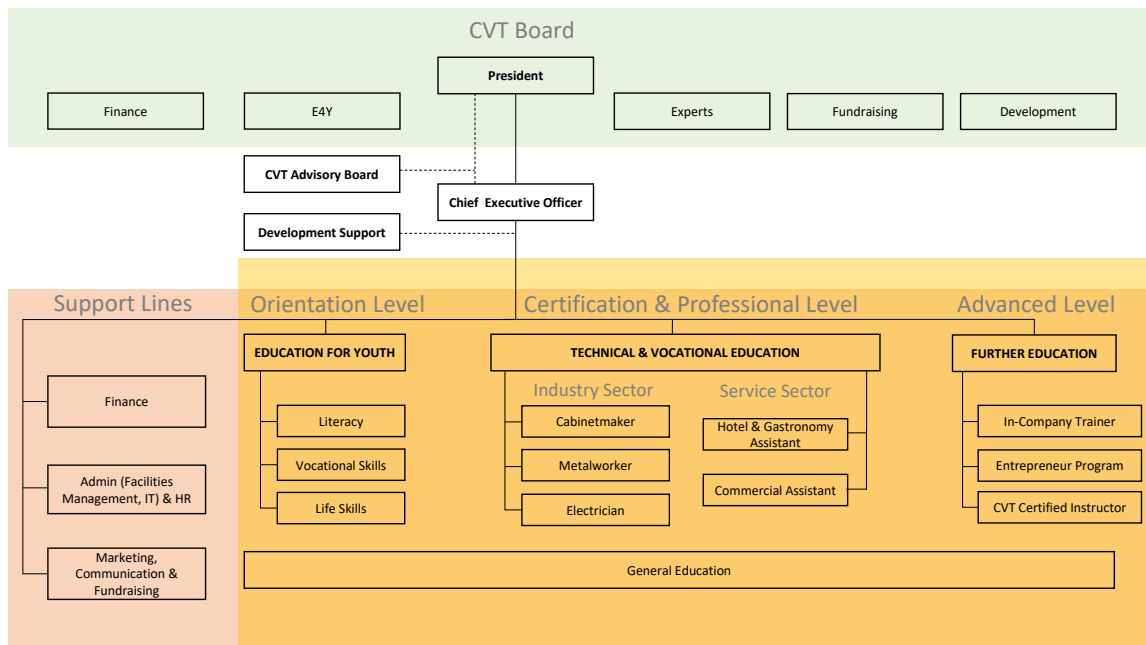 CVT Board
President
Finance
E4Y
Experts
Fundraising
Development
CVT Advisory Board
Chief Executive Officer
Development Support
Support Lines
Orientation Level
Certification & Professional Level
Advanced Level
EDUCATION FOR YOUTH
TECHNICAL & VOCATIONAL EDUCATION
FURTHER EDUCATION
Industry Sector
Service Sector
Finance
Literacy
Cabinetmaker
Hotel & Gastronomy
Assistant
In-Company Trainer
Admin (Facilities
Management, IT) & HR
Vocational Skills
Metalworker
Commercial Assistant
Entrepreneur Program
Life Skills
Electrician
CVT Certified Instructor
Marketing,
Communication &
Fundraising
General Education